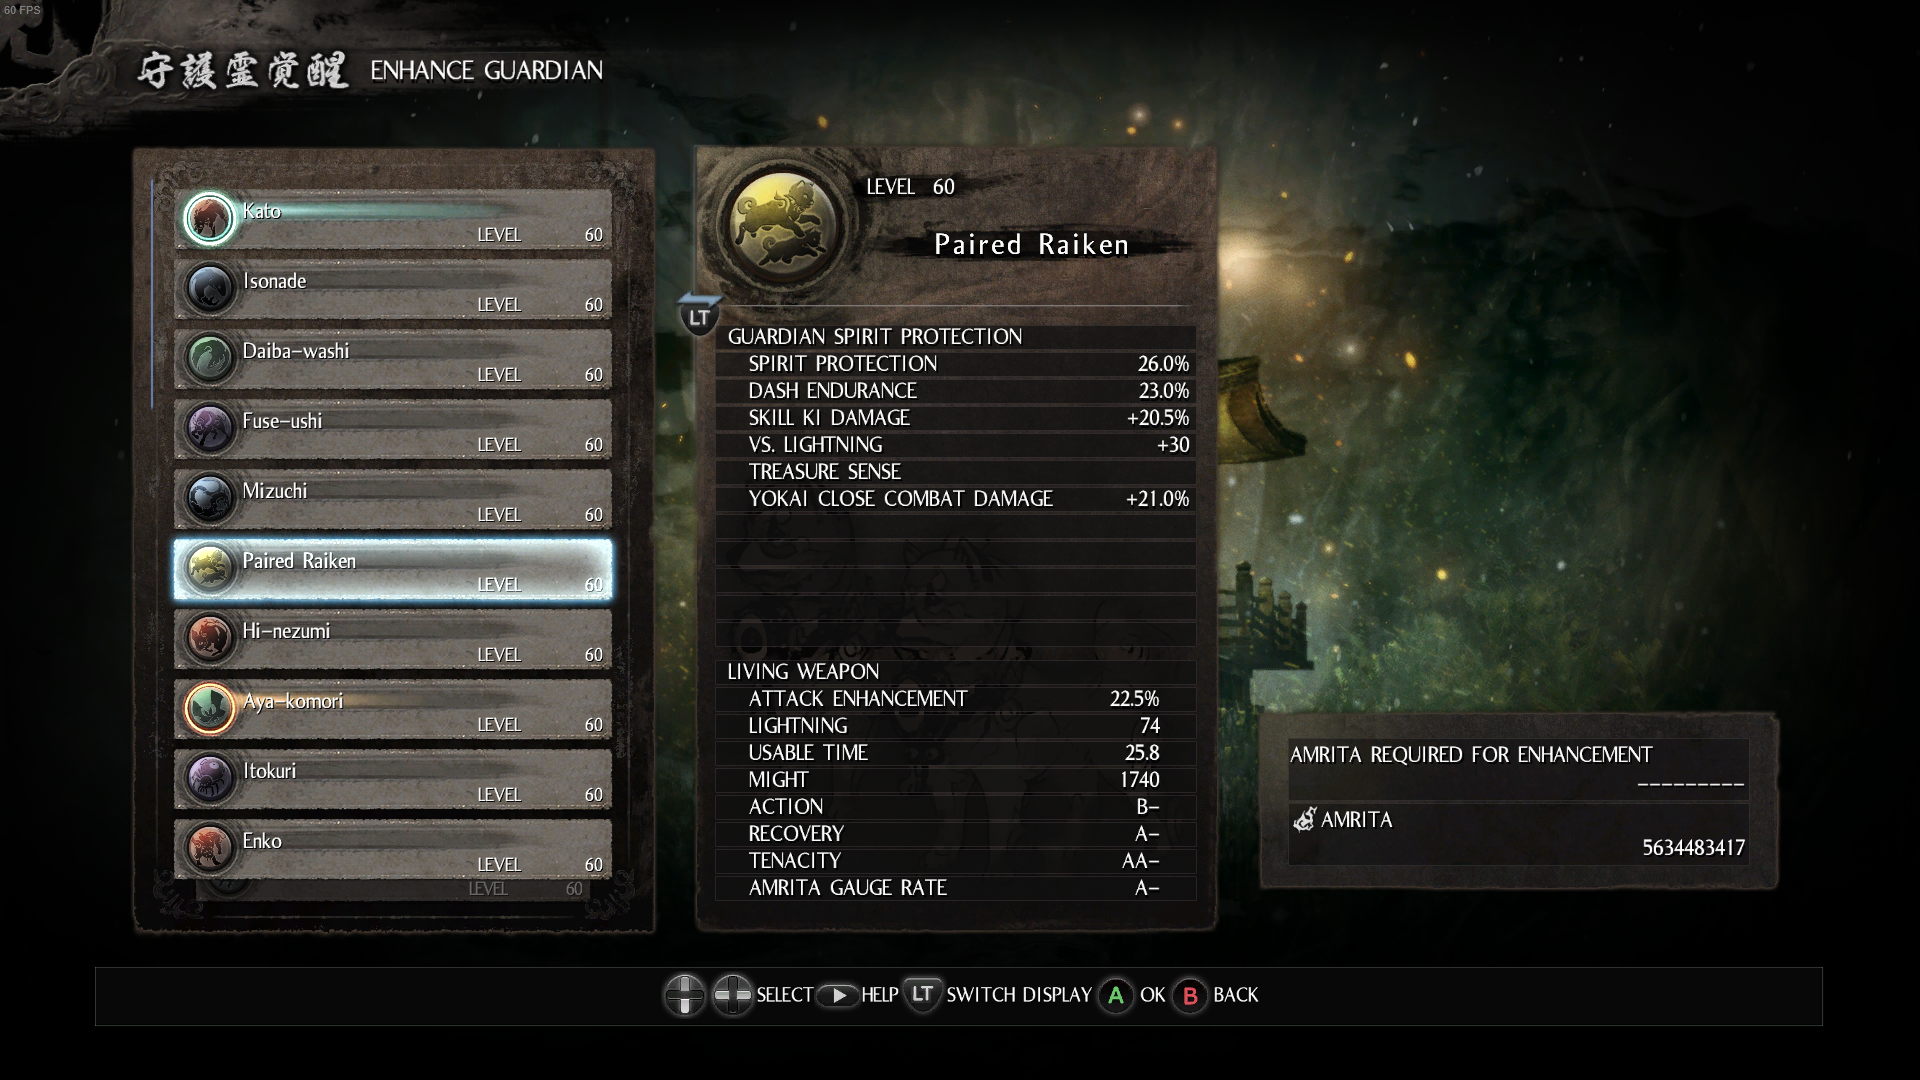 60 FPS
守護霊覚醒 ENHANCE GUARDIAN
Kato
LEVEL 60
Isonade
LEVEL 60
Daiba-washi
LEVEL 60
Fuse-ushi
LEVEL 60
Mizuchi
LEVEL 60
Paired Raiken
LEVEL 60
Hi-nezumi
LEVEL 60
Aya-komori
LEVEL 60
Itokuri
LEVEL 60
Enko
LEVEL 60
LEVEL 60
LEVEL 60
Paired Raiken
LT
GUARDIAN SPIRIT PROTECTION
SPIRIT PROTECTION 26.0%
DASH ENDURANCE 23.0%
SKILL KI DAMAGE +20.5%
VS. LIGHTNING +30
TREASURE SENSE
YOKAI CLOSE COMBAT DAMAGE +21.0%
LIVING WEAPON
ATTACK ENHANCEMENT 22.5%
LIGHTNING 74
USABLE TIME 25.8
MIGHT 1740
ACTION B-
RECOVERY A-
TENACITY AA-
AMRITA GAUGE RATE A-
AMRITA REQUIRED FOR ENHANCEMENT
---------
AMRITA
5634483417
SELECT HELP LT SWITCH DISPLAY A OK B BACK